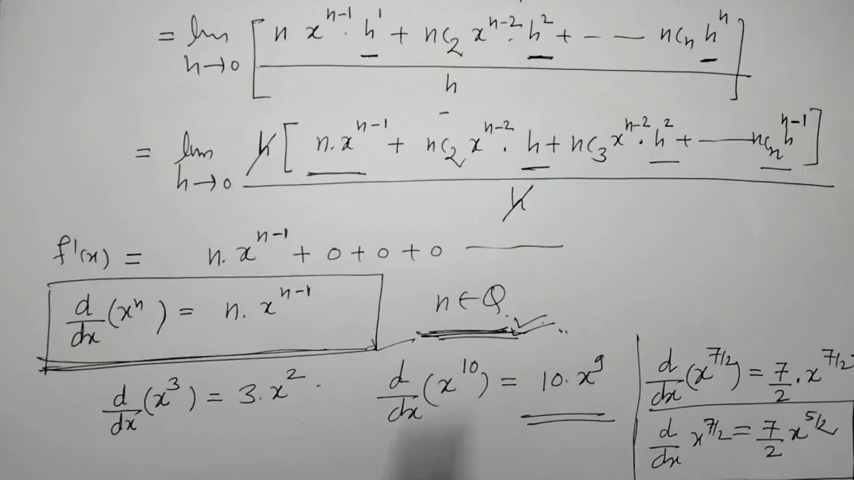 = lim h→0 [n x^{n-1}. h^1 + nC2 x^{n-2}. h^2 + - - — nCn h^n] / h
= lim h→0 h[n. x^{n-1} + nC2 x^{n-2}. h + nC3 x^{n-2}. h^2 + —— nCn h^{n-1}] / h
f'(x) = n. x^{n-1} + 0 + 0 + 0 ———
d/dx (x^n) = n. x^{n-1}
n ∈ Q
d/dx (x^3) = 3. x^2.
d/dx (x^10) = 10. x^9
d/dx (x^{7/2}) = 7/2 . x^{7/2
d/dx x^{7/2} = 7/2 x^{5/2}